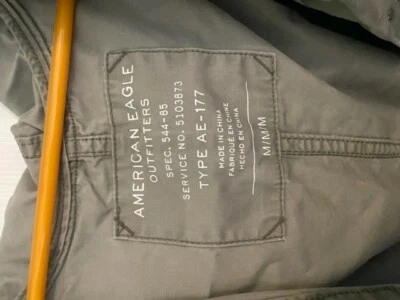 AMERICAN EAGLE
OUTFITTERS
SPEC. 544-85
SERVICE NO. 5103873
TYPE AE-177
MADE IN CHINA
FABRIQUÉ EN CHINE
HECHO EN CHINA
M/M/M